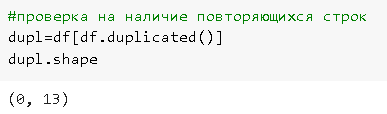 #проверка на наличие повторяющихся строк
dupl=df[df.duplicated()]
dupl.shape
(0, 13)